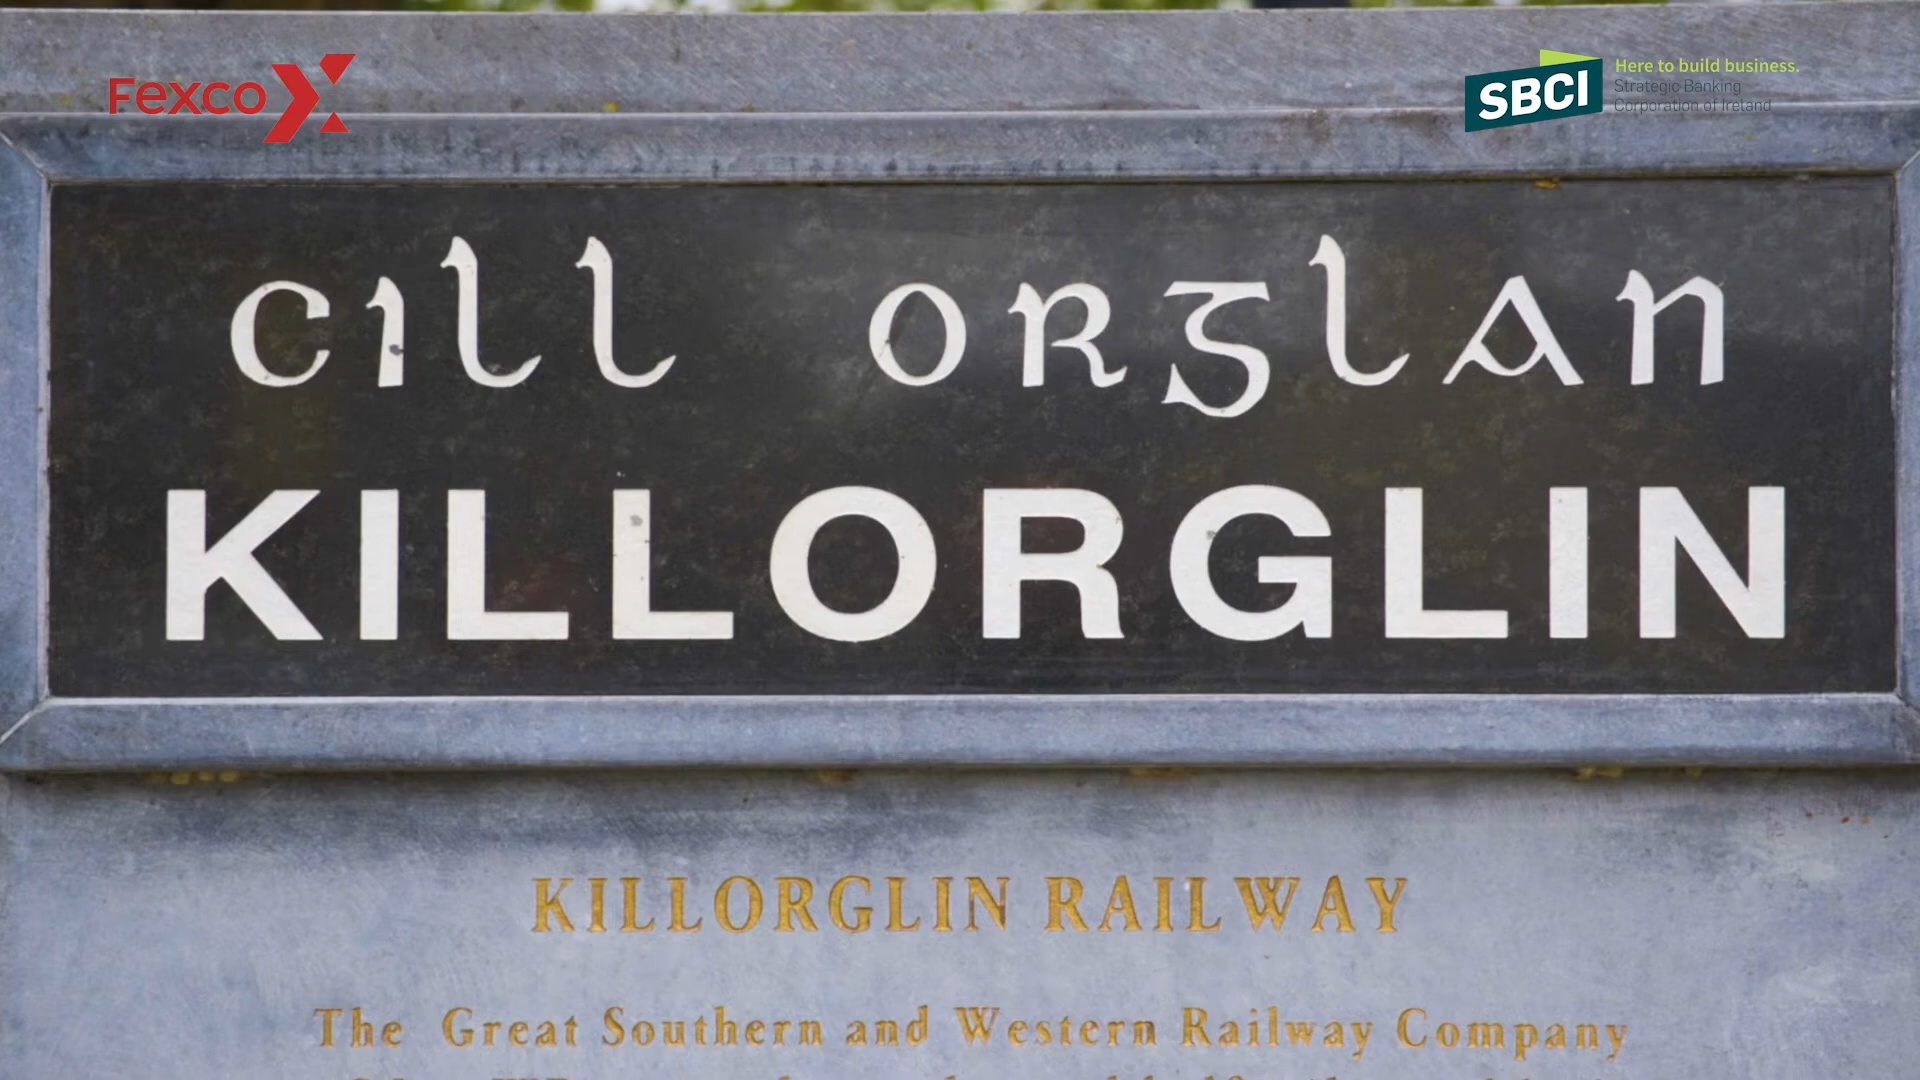 Fexco
SBCI
Here to build business.
Strategic Banking
Corporation of Ireland
cill orglan
KILLORGLIN
KILLORGLIN RAILWAY
The Great Southern and Western Railway Company